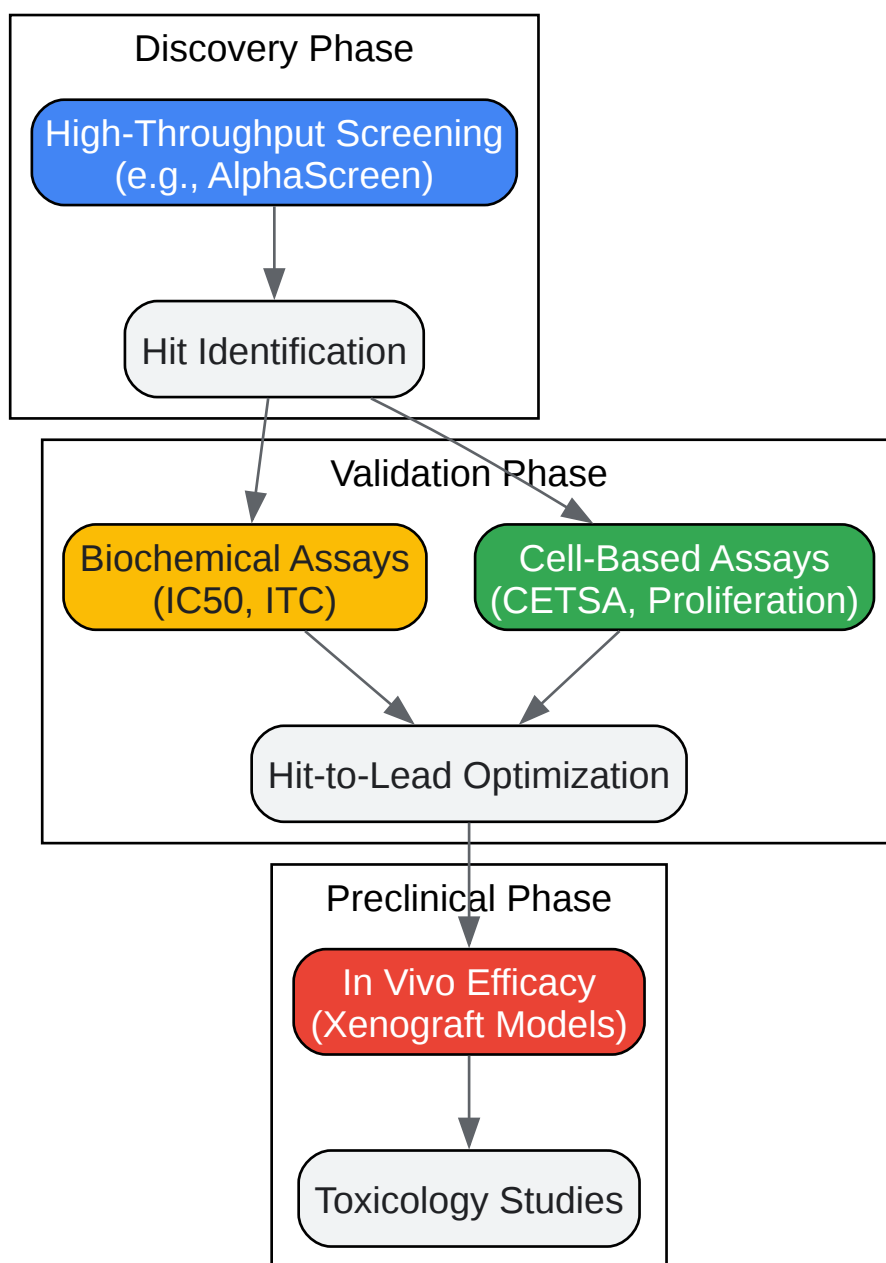 Discovery Phase
High-Throughput Screening
(e.g., AlphaScreen)
Hit Identification
Validation Phase
Biochemical Assays
(IC50, ITC)
Cell-Based Assays
(CETSA, Proliferation)
Hit-to-Lead Optimization
Preclinical Phase
In Vivo Efficacy
(Xenograft Models)
Toxicology Studies